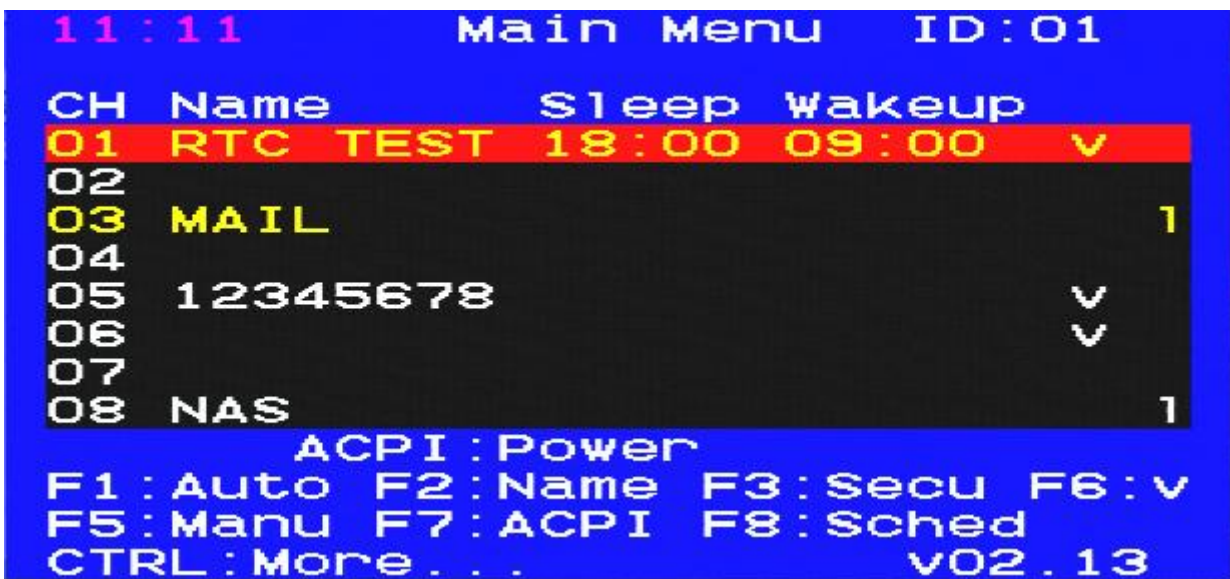 11:11 Main Menu ID:01
CH Name Sleep Wakeup
01 RTC TEST 18:00 09:00 v
02
03 MAIL 1
04
05 12345678 v
06 v
07
08 NAS 1
ACPI:Power
F1:Auto F2:Name F3:Secu F6:v
F5:Manu F7:ACPI F8:Sched
CTRL:More... v02.13